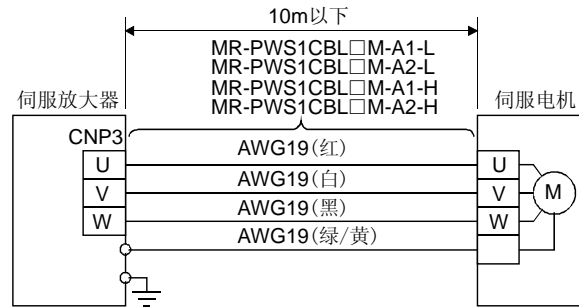 10m以下
MR-PWS1CBL□M-A1-L
MR-PWS1CBL□M-A2-L
MR-PWS1CBL□M-A1-H
MR-PWS1CBL□M-A2-H
伺服放大器
伺服电机
CNP3
AWG19(红)
U
U
AWG19(白)
V
V
M
AWG19(黑)
W
W
AWG19(绿/黄)